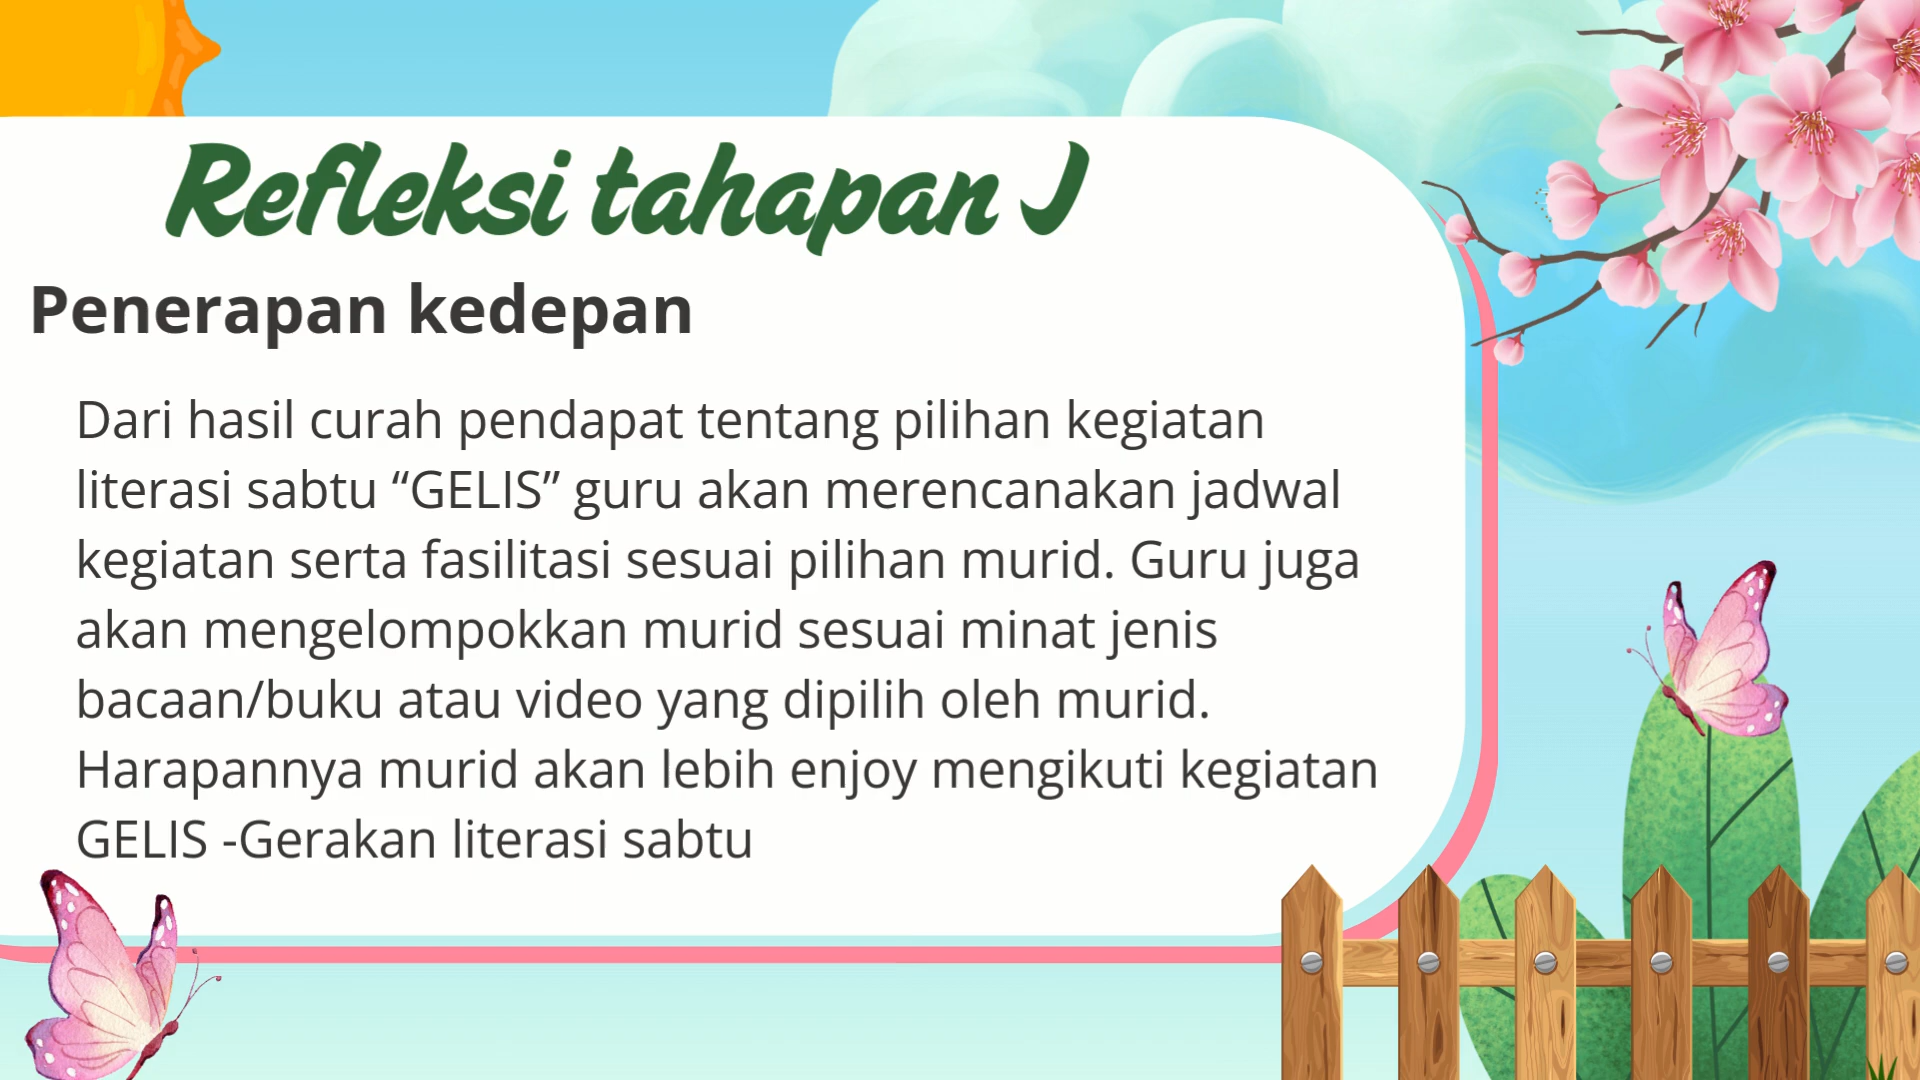 Refleksi tahapan J
Penerapan kedepan
Dari hasil curah pendapat tentang pilihan kegiatan
literasi sabtu “GELIS” guru akan merencanakan jadwal
kegiatan serta fasilitasi sesuai pilihan murid. Guru juga
akan mengelompokkan murid sesuai minat jenis
bacaan/buku atau video yang dipilih oleh murid.
Harapannya murid akan lebih enjoy mengikuti kegiatan
GELIS -Gerakan literasi sabtu